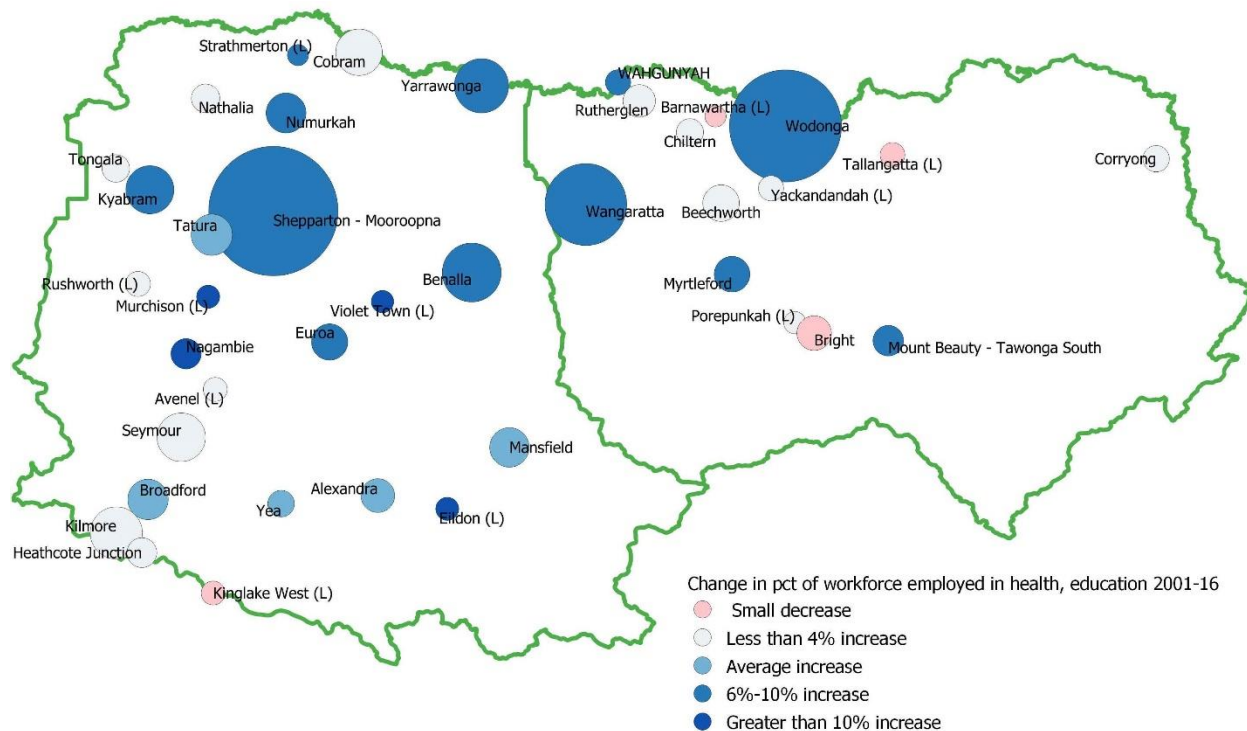 Strathmerton (L)
Cobram
Yarrawonga
WAHGUNYAH
Nathalia
Numurkah
Rutherglen
Barnawartha (L)
Chiltern
Wodonga
Tongala
Kyabram
Tallangatta (L)
Corryong
Yackandandah (L)
Tatura
Shepparton - Mooroopna
Wangaratta
Beechworth
Rushworth (L)
Murchison (L)
Benalla
Violet Town (L)
Myrtleford
Euroa
Nagambie
Porepunkah (L)
Bright
Mount Beauty - Tawonga South
Avenel (L)
Seymour
Mansfield
Broadford
Yea
Alexandra
Eildon (L)
Kilmore
Heathcote Junction
Kinglake West (L)
Change in pct of workforce employed in health, education 2001-16
Small decrease
Less than 4% increase
Average increase
6%-10% increase
Greater than 10% increase